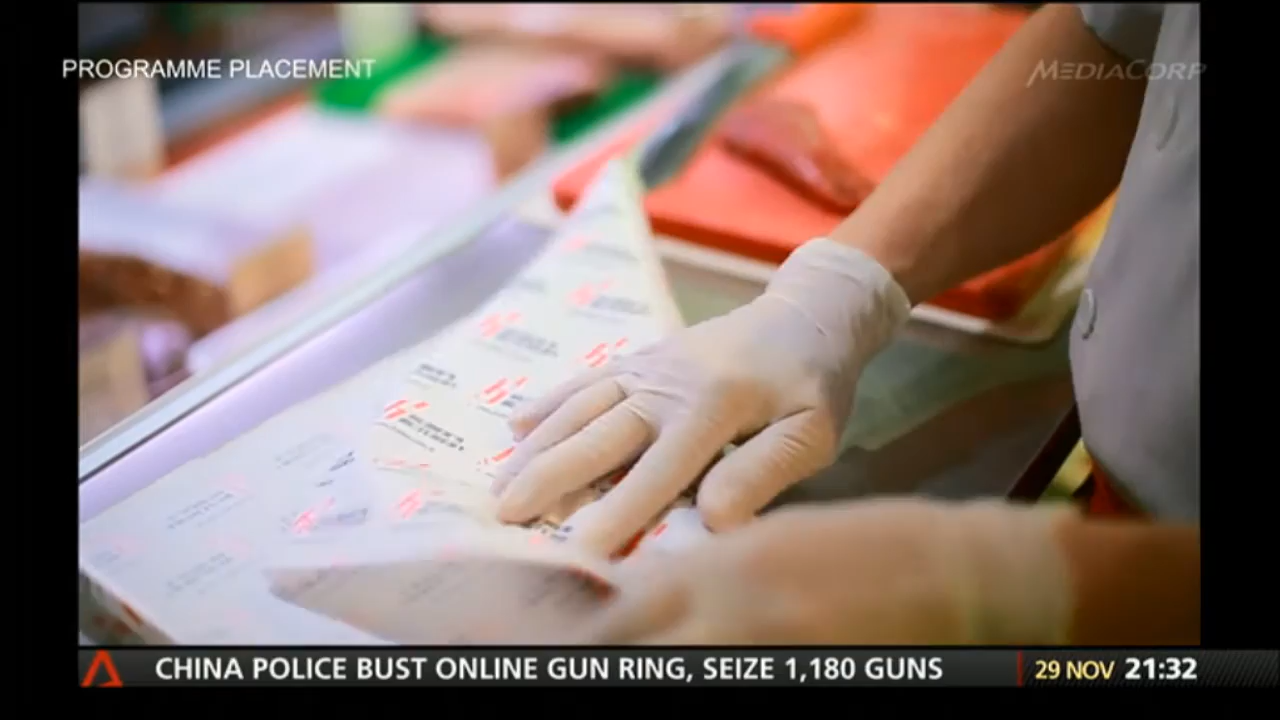 PROGRAMME PLACEMENT
MEDIACORP
CHINA POLICE BUST ONLINE GUN RING, SEIZE 1,180 GUNS
29 NOV 21:32